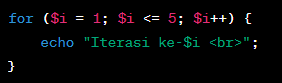 for ($i = 1; $i <= 5; $i++) {
    echo "Iterasi ke-$i <br>";
}